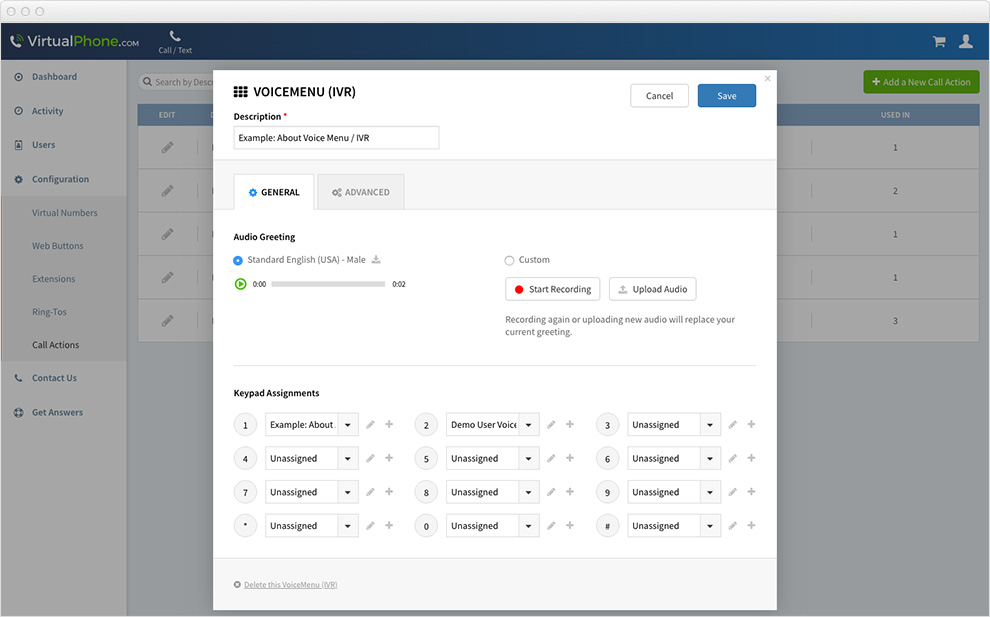 VirtualPhone.COM
Call / Text
Dashboard
Activity
Users
Configuration
Virtual Numbers
Web Buttons
Extensions
Ring-Tos
Call Actions
Contact Us
Get Answers
Search by
Add a New Call Action
EDIT
USED IN
1
2
1
1
3
VOICEMENU (IVR)
Cancel
Save
×
Description *
Example: About Voice Menu / IVR
GENERAL
ADVANCED
Audio Greeting
Standard English (USA) - Male
Custom
0:00
0:02
Start Recording
Upload Audio
Recording again or uploading new audio will replace your
current greeting.
Keypad Assignments
1 Example: About
2 Demo User Voice
3 Unassigned
4 Unassigned
5 Unassigned
6 Unassigned
7 Unassigned
8 Unassigned
9 Unassigned
* Unassigned
0 Unassigned
# Unassigned
Delete this VoiceMenu (IVR)